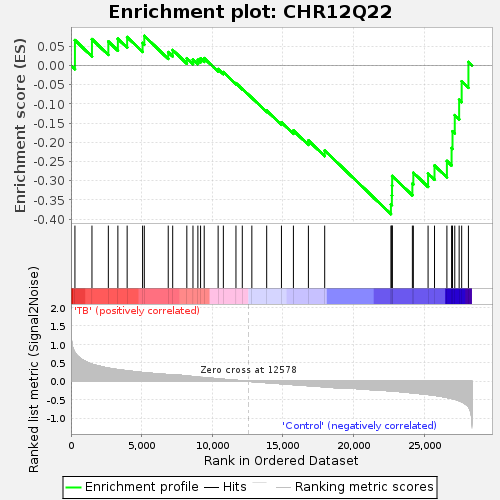 Enrichment plot: CHR12Q22
Enrichment score (ES)
0.05
0.00
-0.05
-0.10
-0.15
-0.20
-0.25
-0.30
-0.35
-0.40
Ranked list metric (Signal2Noise)
2.0
1.5
1.0
0.5
0.0
-0.5
-1.0
'TB' (positively correlated)
Zero cross at 12578
'Control' (negatively correlated)
0
5,000
10,000
15,000
20,000
25,000
Rank in Ordered Dataset
Enrichment profile
Hits
Ranking metric scores